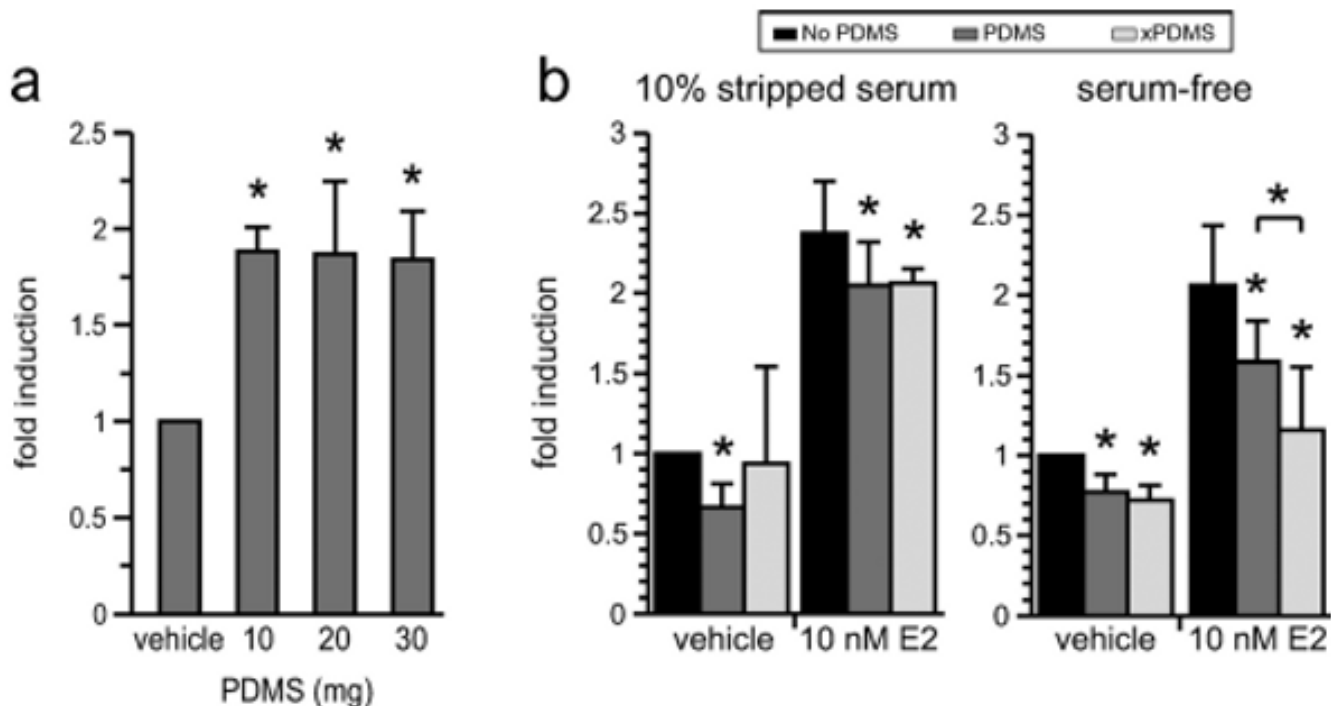 No PDMS PDMS xPDMS
a
b
10% stripped serum
serum-free
fold induction
2.5
2
1.5
1
0.5
0
* * *
vehicle 10 20 30
PDMS (mg)
fold induction
3
2.5
2
1.5
1
0.5
0
* * *
vehicle 10 nM E2
3
2.5
2
1.5
1
0.5
0
* * * * *
vehicle 10 nM E2